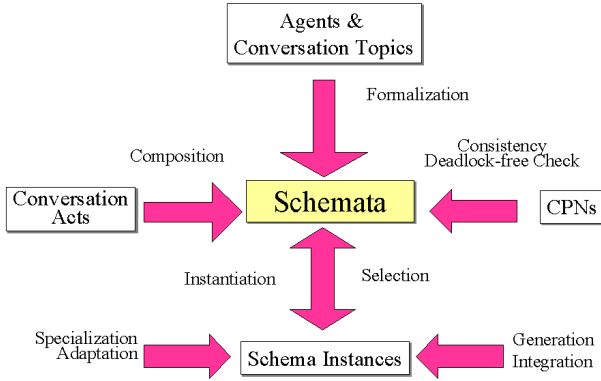 Agents &
Conversation Topics
Formalization
Consistency
Deadlock-free Check
Composition
Conversation
Acts
Schemata
CPNs
Instantiation
Selection
Specialization
Adaptation
Schema Instances
Generation
Integration